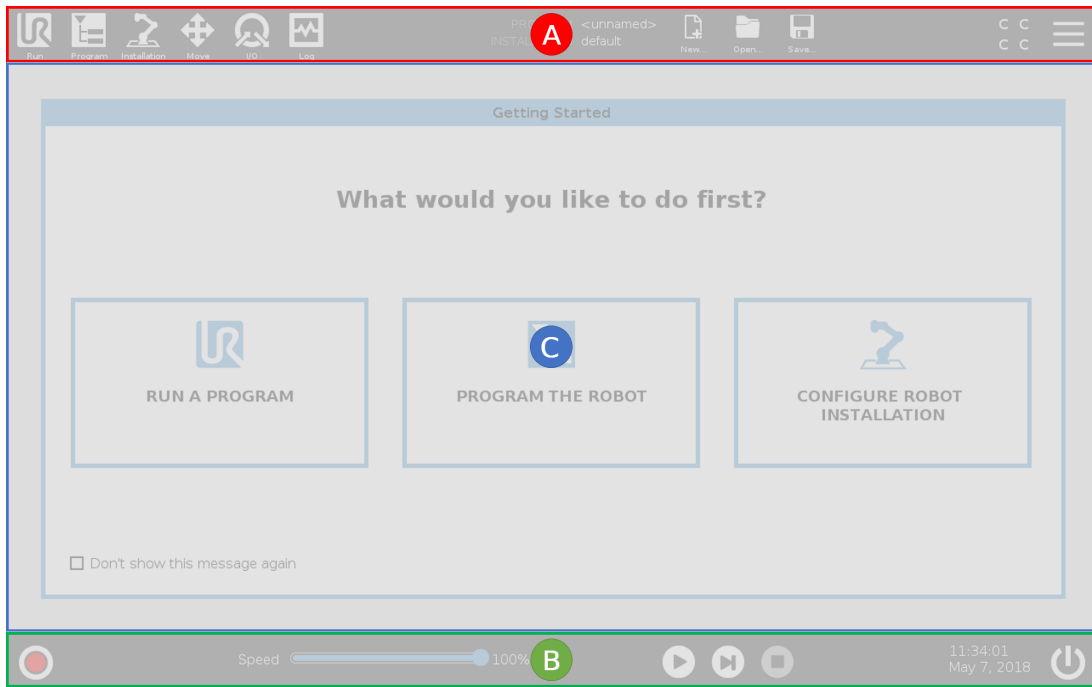 PR <unnamed>
INSTAL default
A
Run Program Installation Move I/O Log
New... Open... Save...
C C
C C
Getting Started
What would you like to do first?
C
RUN A PROGRAM
PROGRAM THE ROBOT
CONFIGURE ROBOT
INSTALLATION
Don't show this message again
Speed 100%
B
11:34:01
May 7, 2018